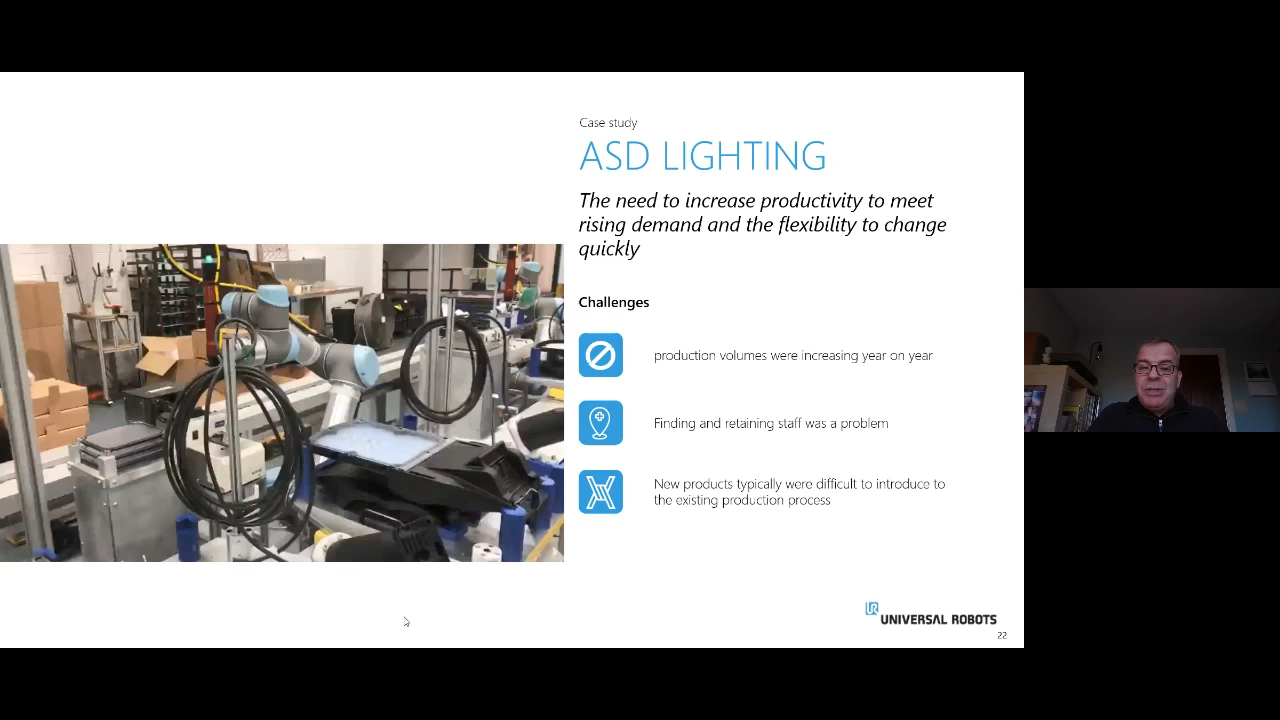 Case study
ASD LIGHTING
The need to increase productivity to meet
rising demand and the flexibility to change
quickly
Challenges
production volumes were increasing year on year
Finding and retaining staff was a problem
New products typically were difficult to introduce to
the existing production process
UR
UNIVERSAL ROBOTS
22